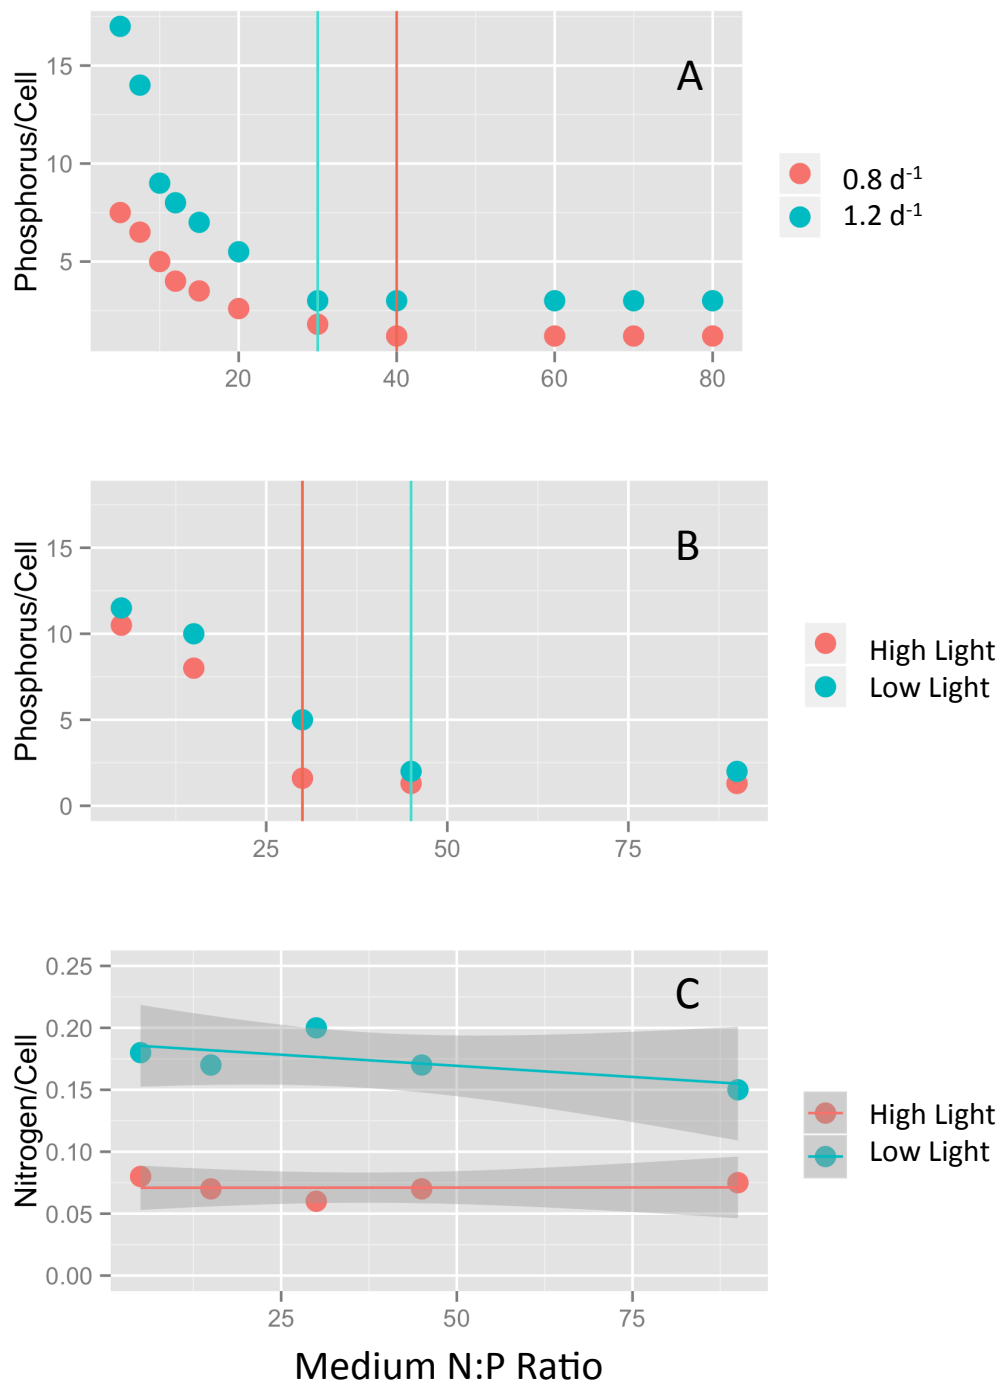 Phosphorus/Cell
15
10
5
A
20
40
60
80
0.8 d-1
1.2 d-1
Phosphorus/Cell
15
10
5
0
B
25
50
75
High Light
Low Light
Nitrogen/Cell
0.25
0.20
0.15
0.10
0.05
0.00
C
25
50
75
High Light
Low Light
Medium N:P Ratio